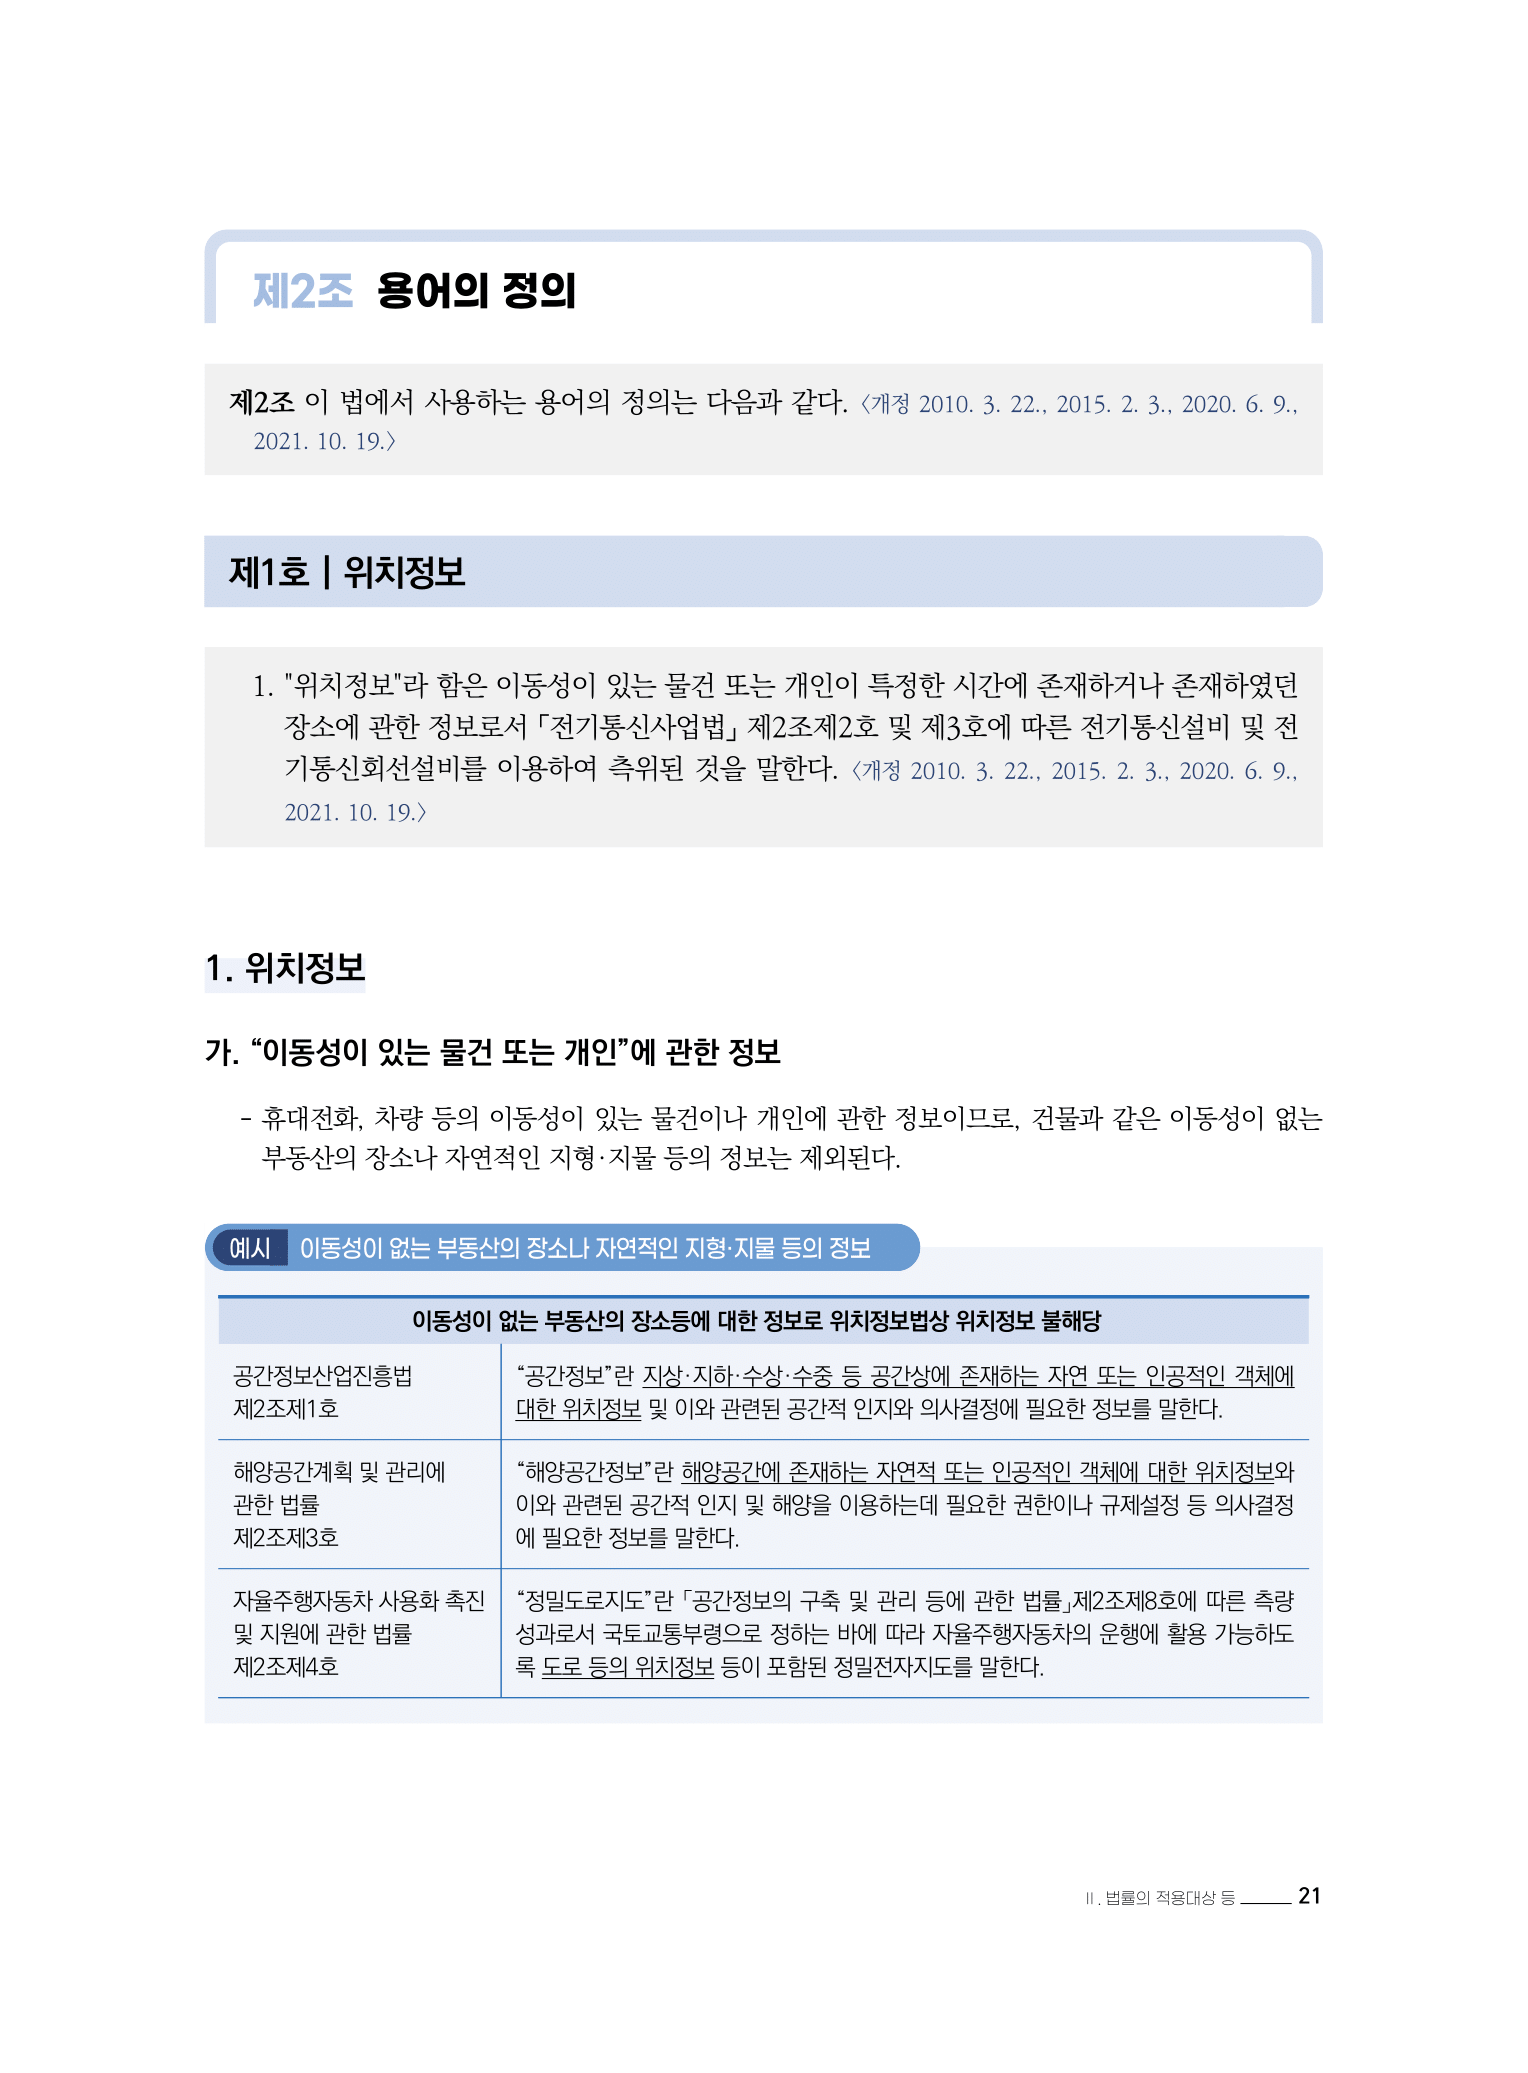 제2조 용어의 정의
제2조 이 법에서 사용하는 용어의 정의는 다음과 같다. 〈개정 2010. 3. 22., 2015. 2. 3., 2020. 6. 9.,
2021. 10. 19.〉
제1호 | 위치정보
1. "위치정보"라 함은 이동성이 있는 물건 또는 개인이 특정한 시간에 존재하거나 존재하였던
장소에 관한 정보로서 「전기통신사업법」 제2조제2호 및 제3호에 따른 전기통신설비 및 전
기통신회선설비를 이용하여 측위된 것을 말한다. 〈개정 2010. 3. 22., 2015. 2. 3., 2020. 6. 9.,
2021. 10. 19.〉
1. 위치정보
가. “이동성이 있는 물건 또는 개인”에 관한 정보
- 휴대전화, 차량 등의 이동성이 있는 물건이나 개인에 관한 정보이므로, 건물과 같은 이동성이 없는
부동산의 장소나 자연적인 지형·지물 등의 정보는 제외된다.
예시 이동성이 없는 부동산의 장소나 자연적인 지형·지물 등의 정보
이동성이 없는 부동산의 장소등에 대한 정보로 위치정보법상 위치정보 불해당
공간정보산업진흥법
제2조제1호
“공간정보”란 지상·지하·수상·수중 등 공간상에 존재하는 자연 또는 인공적인 객체에
대한 위치정보 및 이와 관련된 공간적 인지와 의사결정에 필요한 정보를 말한다.
해양공간계획 및 관리에
관한 법률
제2조제3호
“해양공간정보”란 해양공간에 존재하는 자연적 또는 인공적인 객체에 대한 위치정보와
이와 관련된 공간적 인지 및 해양을 이용하는데 필요한 권한이나 규제설정 등 의사결정
에 필요한 정보를 말한다.
자율주행자동차 사용화 촉진
및 지원에 관한 법률
제2조제4호
“정밀도로지도”란 「공간정보의 구축 및 관리 등에 관한 법률」제2조제8호에 따른 측량
성과로서 국토교통부령으로 정하는 바에 따라 자율주행자동차의 운행에 활용 가능하도
록 도로 등의 위치정보 등이 포함된 정밀전자지도를 말한다.
Ⅱ. 법률의 적용대상 등 21